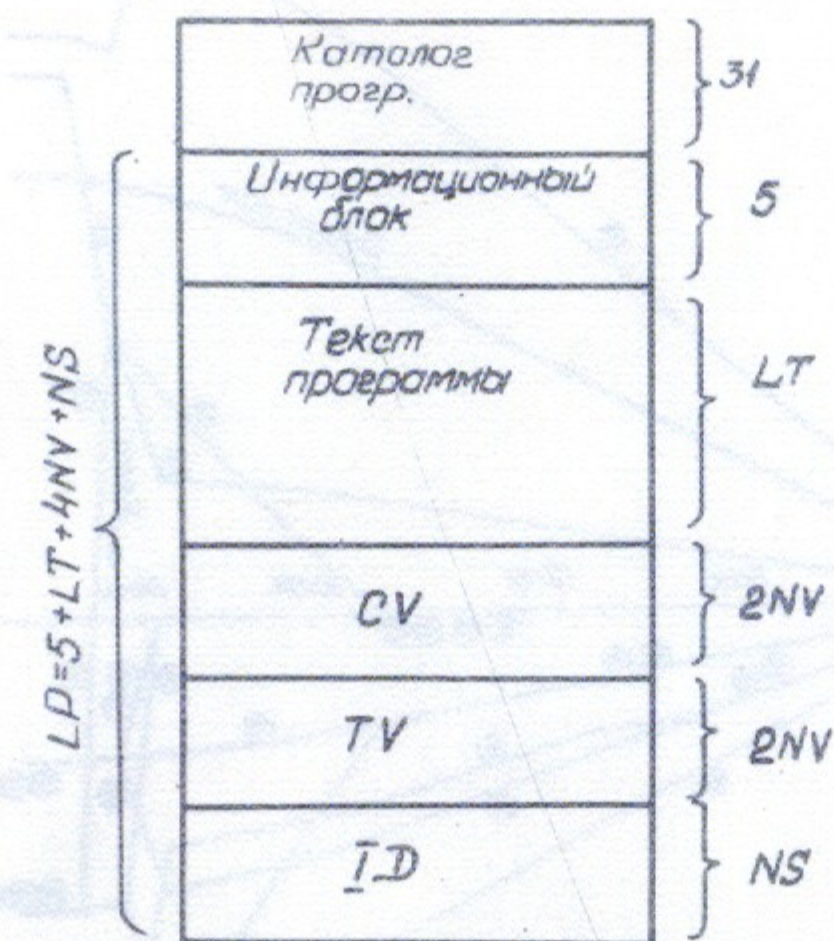 Каталог
прогр.
31
Информационный
блок
5
Текст
программы
LT
LP=5+LT+4NV+NS
CV
2NV
TV
2NV
ID
NS